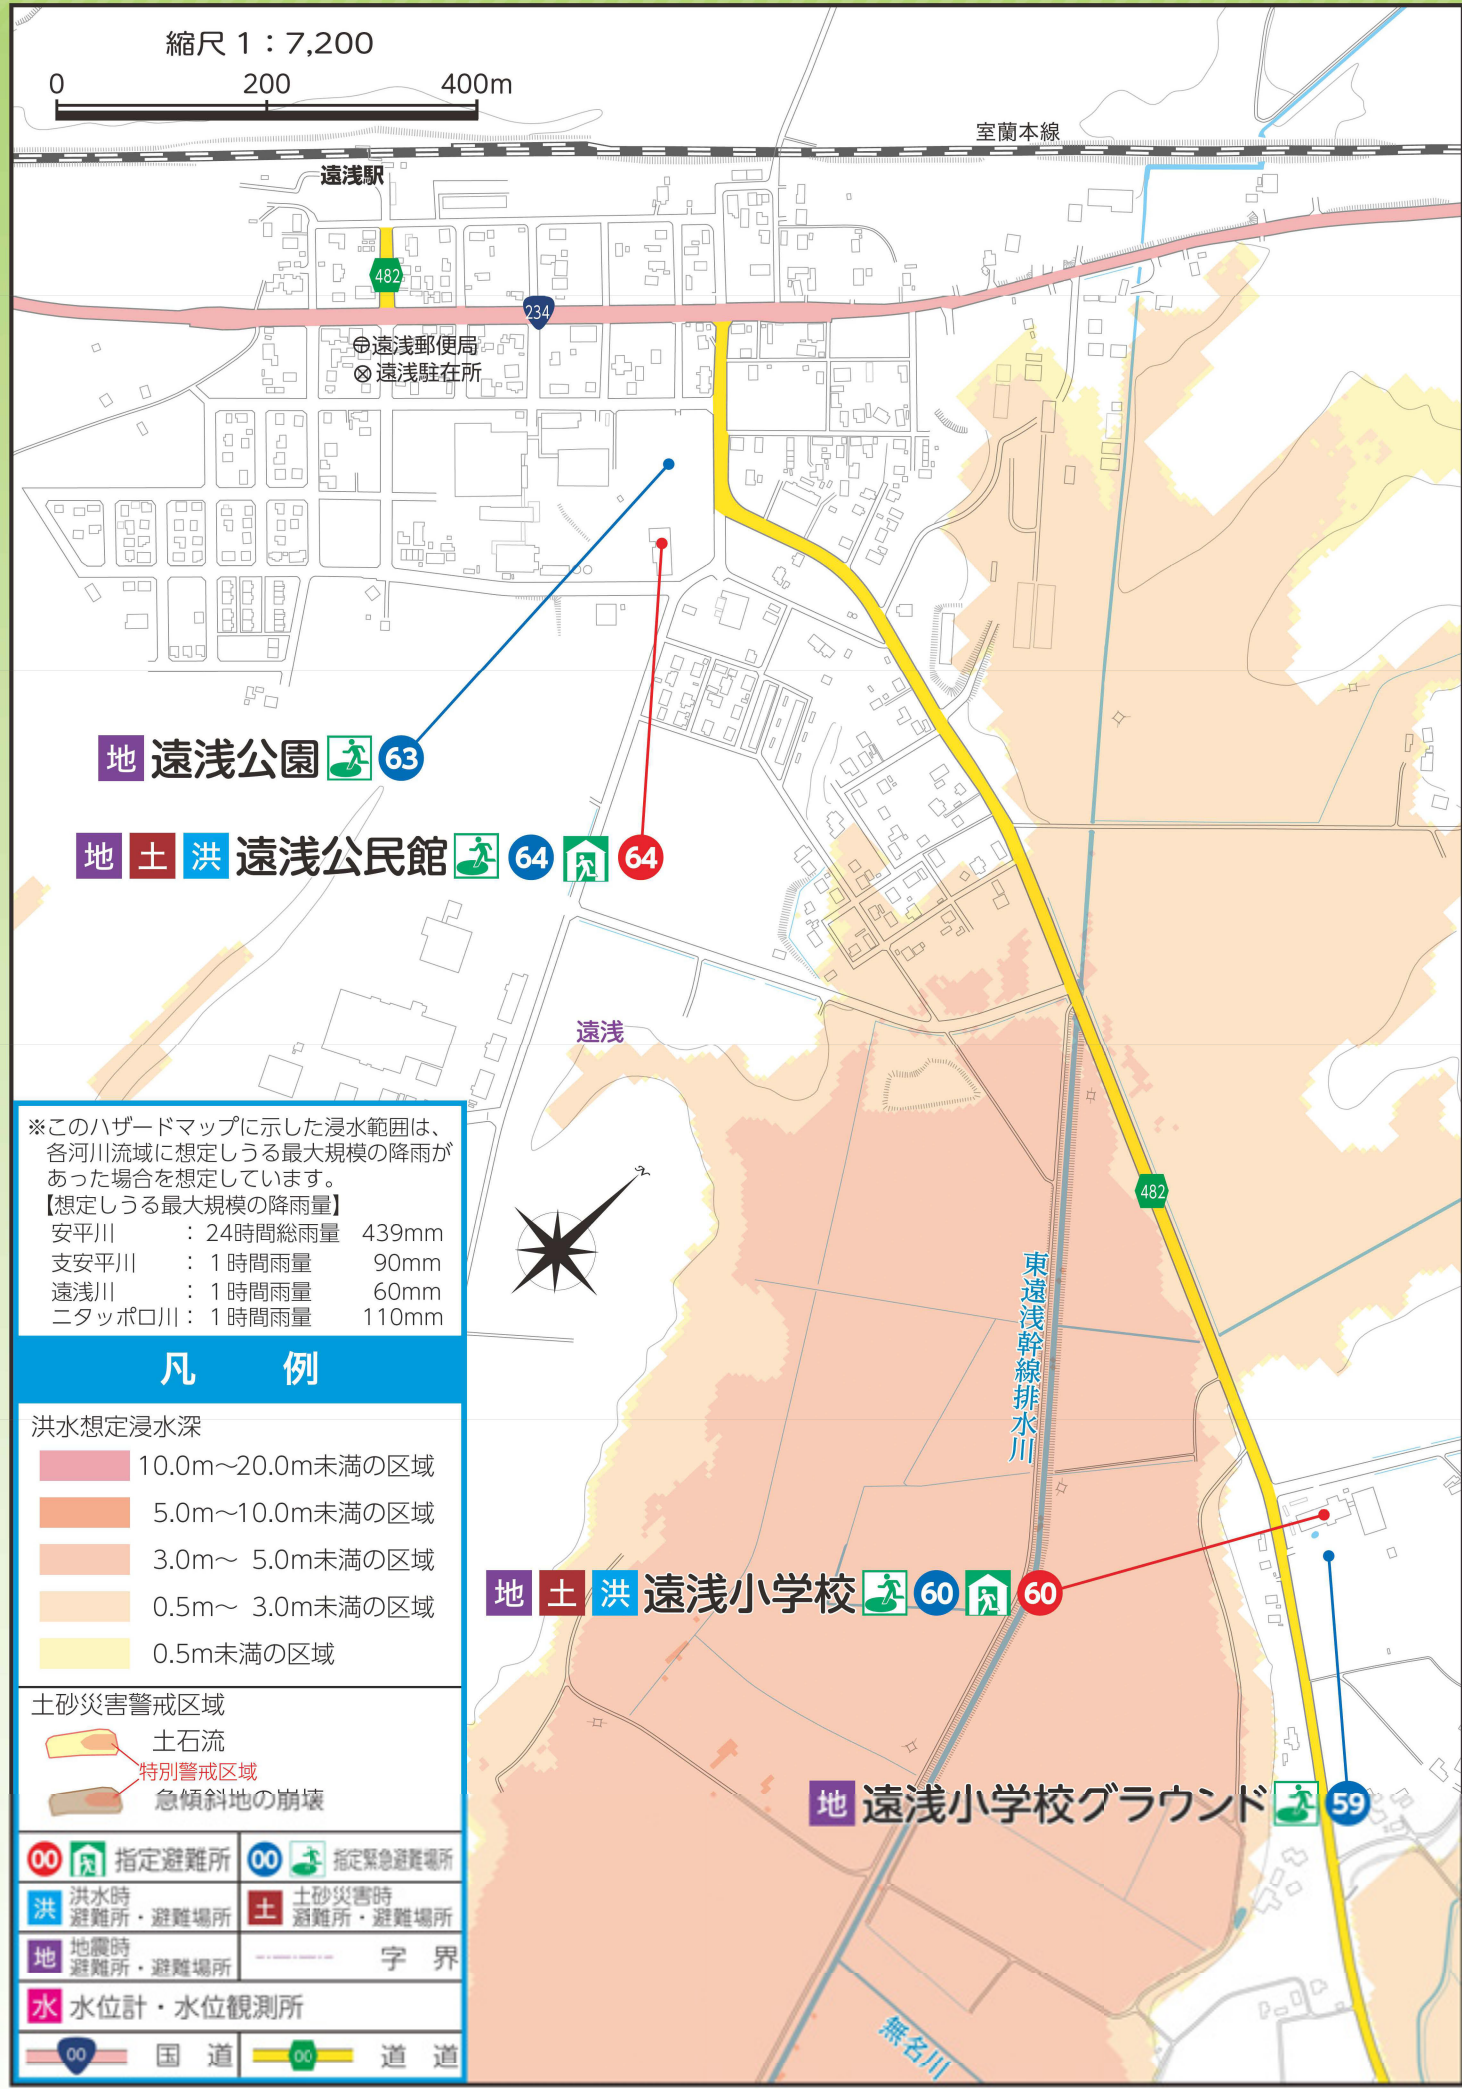 縮尺 1:7,200
0 200 400m
室蘭本線
遠浅駅
482
234
遠浅郵便局
遠浅駐在所
地 遠浅公園 63
地 土 洪 遠浅公民館 64 64
遠浅
※このハザードマップに示した浸水範囲は、
各河川流域に想定しうる最大規模の降雨が
あった場合を想定しています。
【想定しうる最大規模の降雨量】
安平川 : 24時間総雨量 439mm
支安平川 : 1時間雨量 90mm
遠浅川 : 1時間雨量 60mm
ニタッポロ川: 1時間雨量 110mm
482
東遠浅幹線排水川
地 土 洪 遠浅小学校 60 60
地 遠浅小学校グラウンド 59
無名川
凡 例
洪水想定浸水深
10.0m～20.0m未満の区域
5.0m～10.0m未満の区域
3.0m～ 5.0m未満の区域
0.5m～ 3.0m未満の区域
0.5m未満の区域
土砂災害警戒区域
土石流
特別警戒区域
急傾斜地の崩壊
00 指定避難所 00 指定緊急避難場所
洪 洪水時
避難所・避難場所
土 土砂災害時
避難所・避難場所
地 地震時
避難所・避難場所
字 界
水 水位計・水位観測所
00 国 道 00 道 道